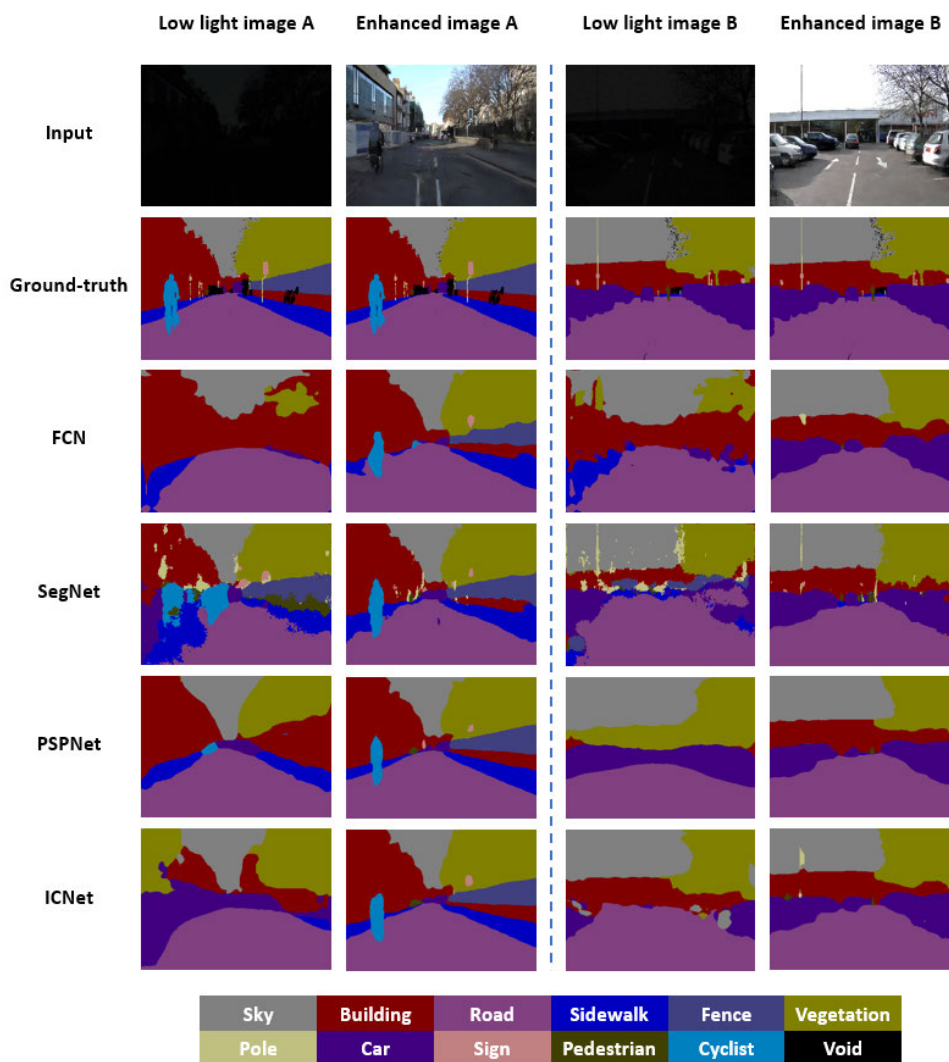 Low light image A Enhanced image A Low light image B Enhanced image B
Input
Ground-truth
FCN
SegNet
PSPNet
ICNet
Sky Building Road Sidewalk Fence Vegetation
Pole Car Sign Pedestrian Cyclist Void